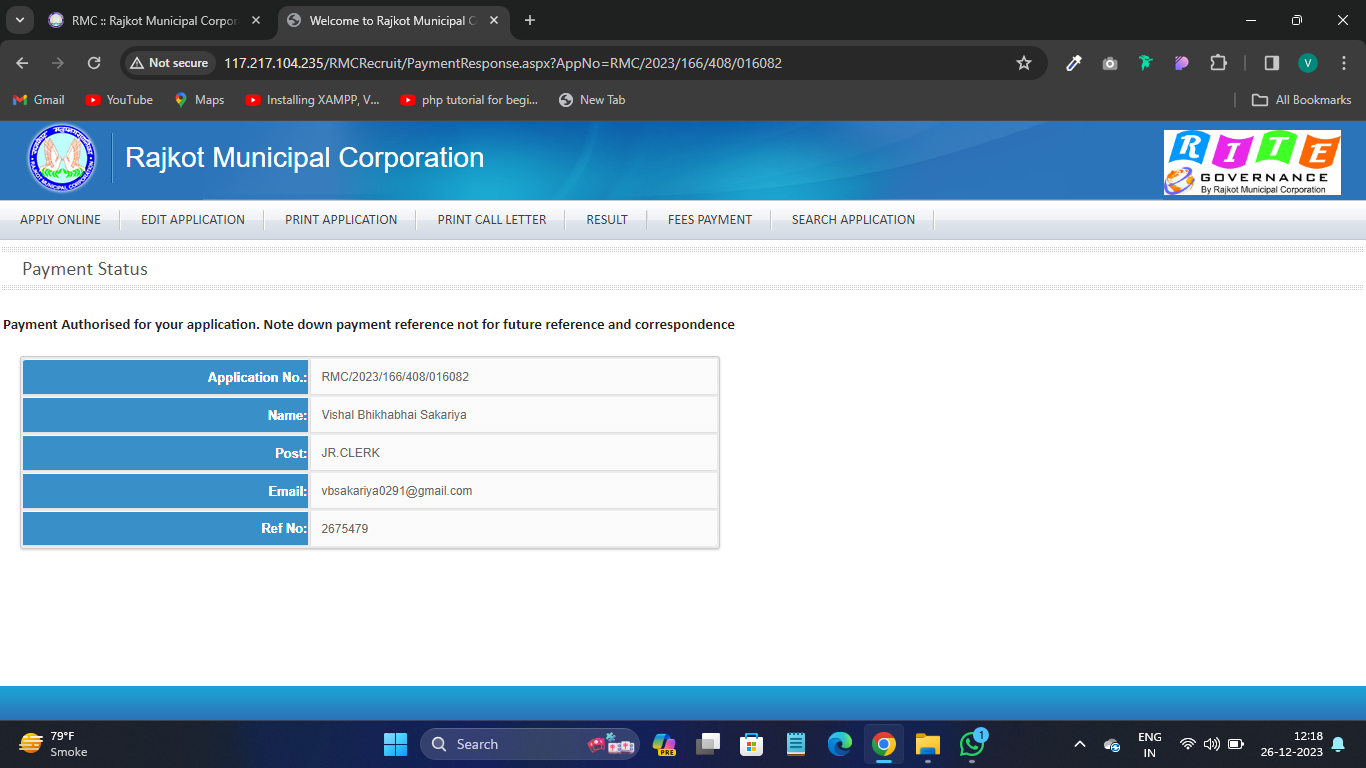 RMC :: Rajkot Municipal Corpor
Welcome to Rajkot Municipal C
Not secure
117.217.104.235/RMCRecruit/PaymentResponse.aspx?AppNo=RMC/2023/166/408/016082
V
Gmail
YouTube
Maps
Installing XAMPP, V...
php tutorial for begi...
New Tab
All Bookmarks
Rajkot Municipal Corporation
RITE
GOVERNANCE
By Rajkot Municipal Corporation
APPLY ONLINE
EDIT APPLICATION
PRINT APPLICATION
PRINT CALL LETTER
RESULT
FEES PAYMENT
SEARCH APPLICATION
Payment Status
Payment Authorised for your application. Note down payment reference not for future reference and correspondence
Application No.: RMC/2023/166/408/016082
Name: Vishal Bhikhabhai Sakariya
Post: JR.CLERK
Email: vbsakariya0291@gmail.com
Ref No: 2675479
79°F
Smoke
Search
PRE
1
ENG
IN
12:18
26-12-2023